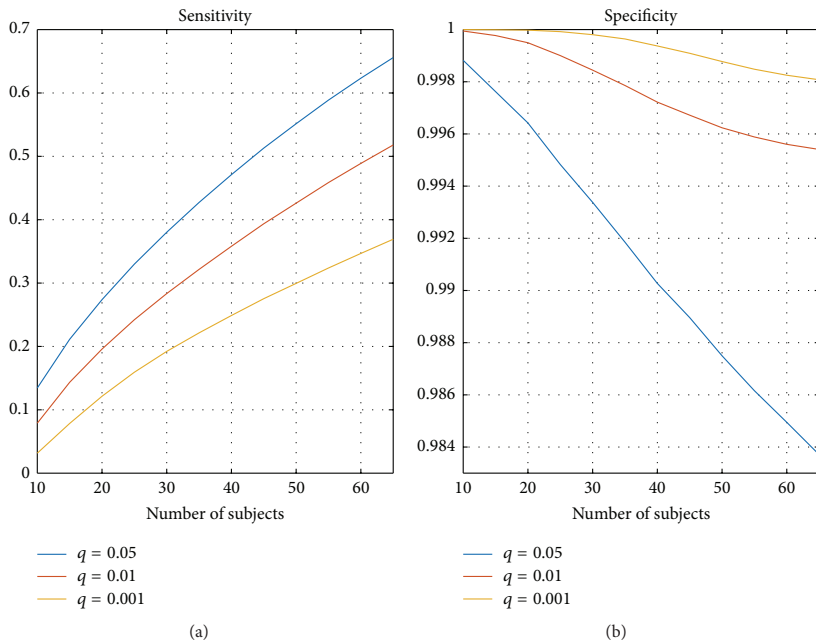 Sensitivity
0.7
0.6
0.5
0.4
0.3
0.2
0.1
0
10 20 30 40 50 60
Number of subjects
q = 0.05
q = 0.01
q = 0.001
(a)
Specificity
1
0.998
0.996
0.994
0.992
0.99
0.988
0.986
0.984
10 20 30 40 50 60
Number of subjects
q = 0.05
q = 0.01
q = 0.001
(b)